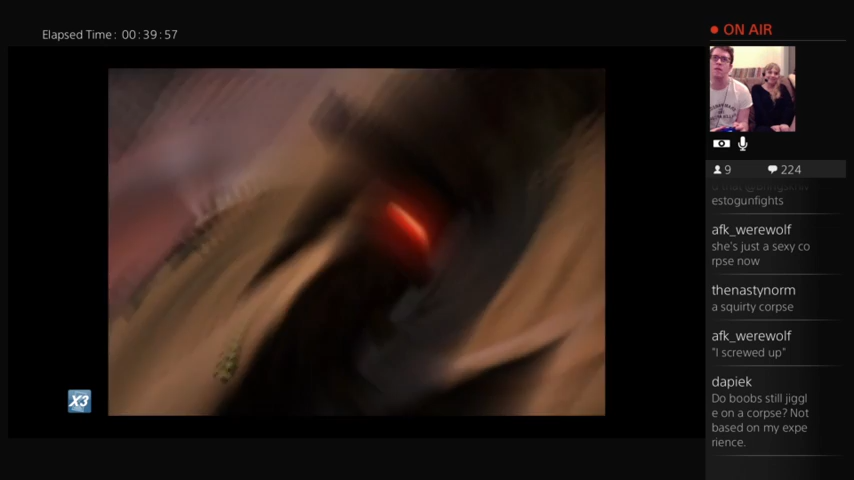 Elapsed Time: 00:39:57
ON AIR
9
224
estogunfights
afk_werewolf
she's just a sexy co
rpse now
thenastynorm
a squirty corpse
afk_werewolf
"I screwed up"
dapiek
Do boobs still jiggl
e on a corpse? Not
based on my expe
rience.
X3